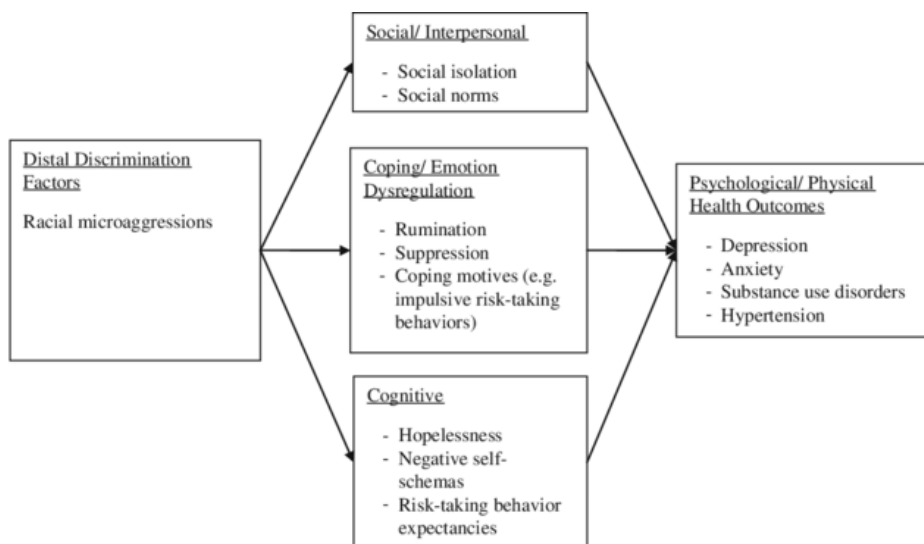 Distal Discrimination
Factors
Racial microaggressions
Social/ Interpersonal
- Social isolation
- Social norms
Coping/ Emotion
Dysregulation
- Rumination
- Suppression
- Coping motives (e.g.
impulsive risk-taking
behaviors)
Cognitive
- Hopelessness
- Negative self-
schemas
- Risk-taking behavior
expectancies
Psychological/ Physical
Health Outcomes
- Depression
- Anxiety
- Substance use disorders
- Hypertension